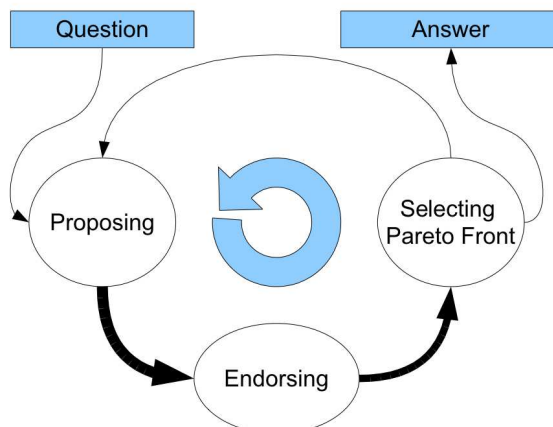 Question
Answer
Proposing
Selecting
Pareto Front
Endorsing